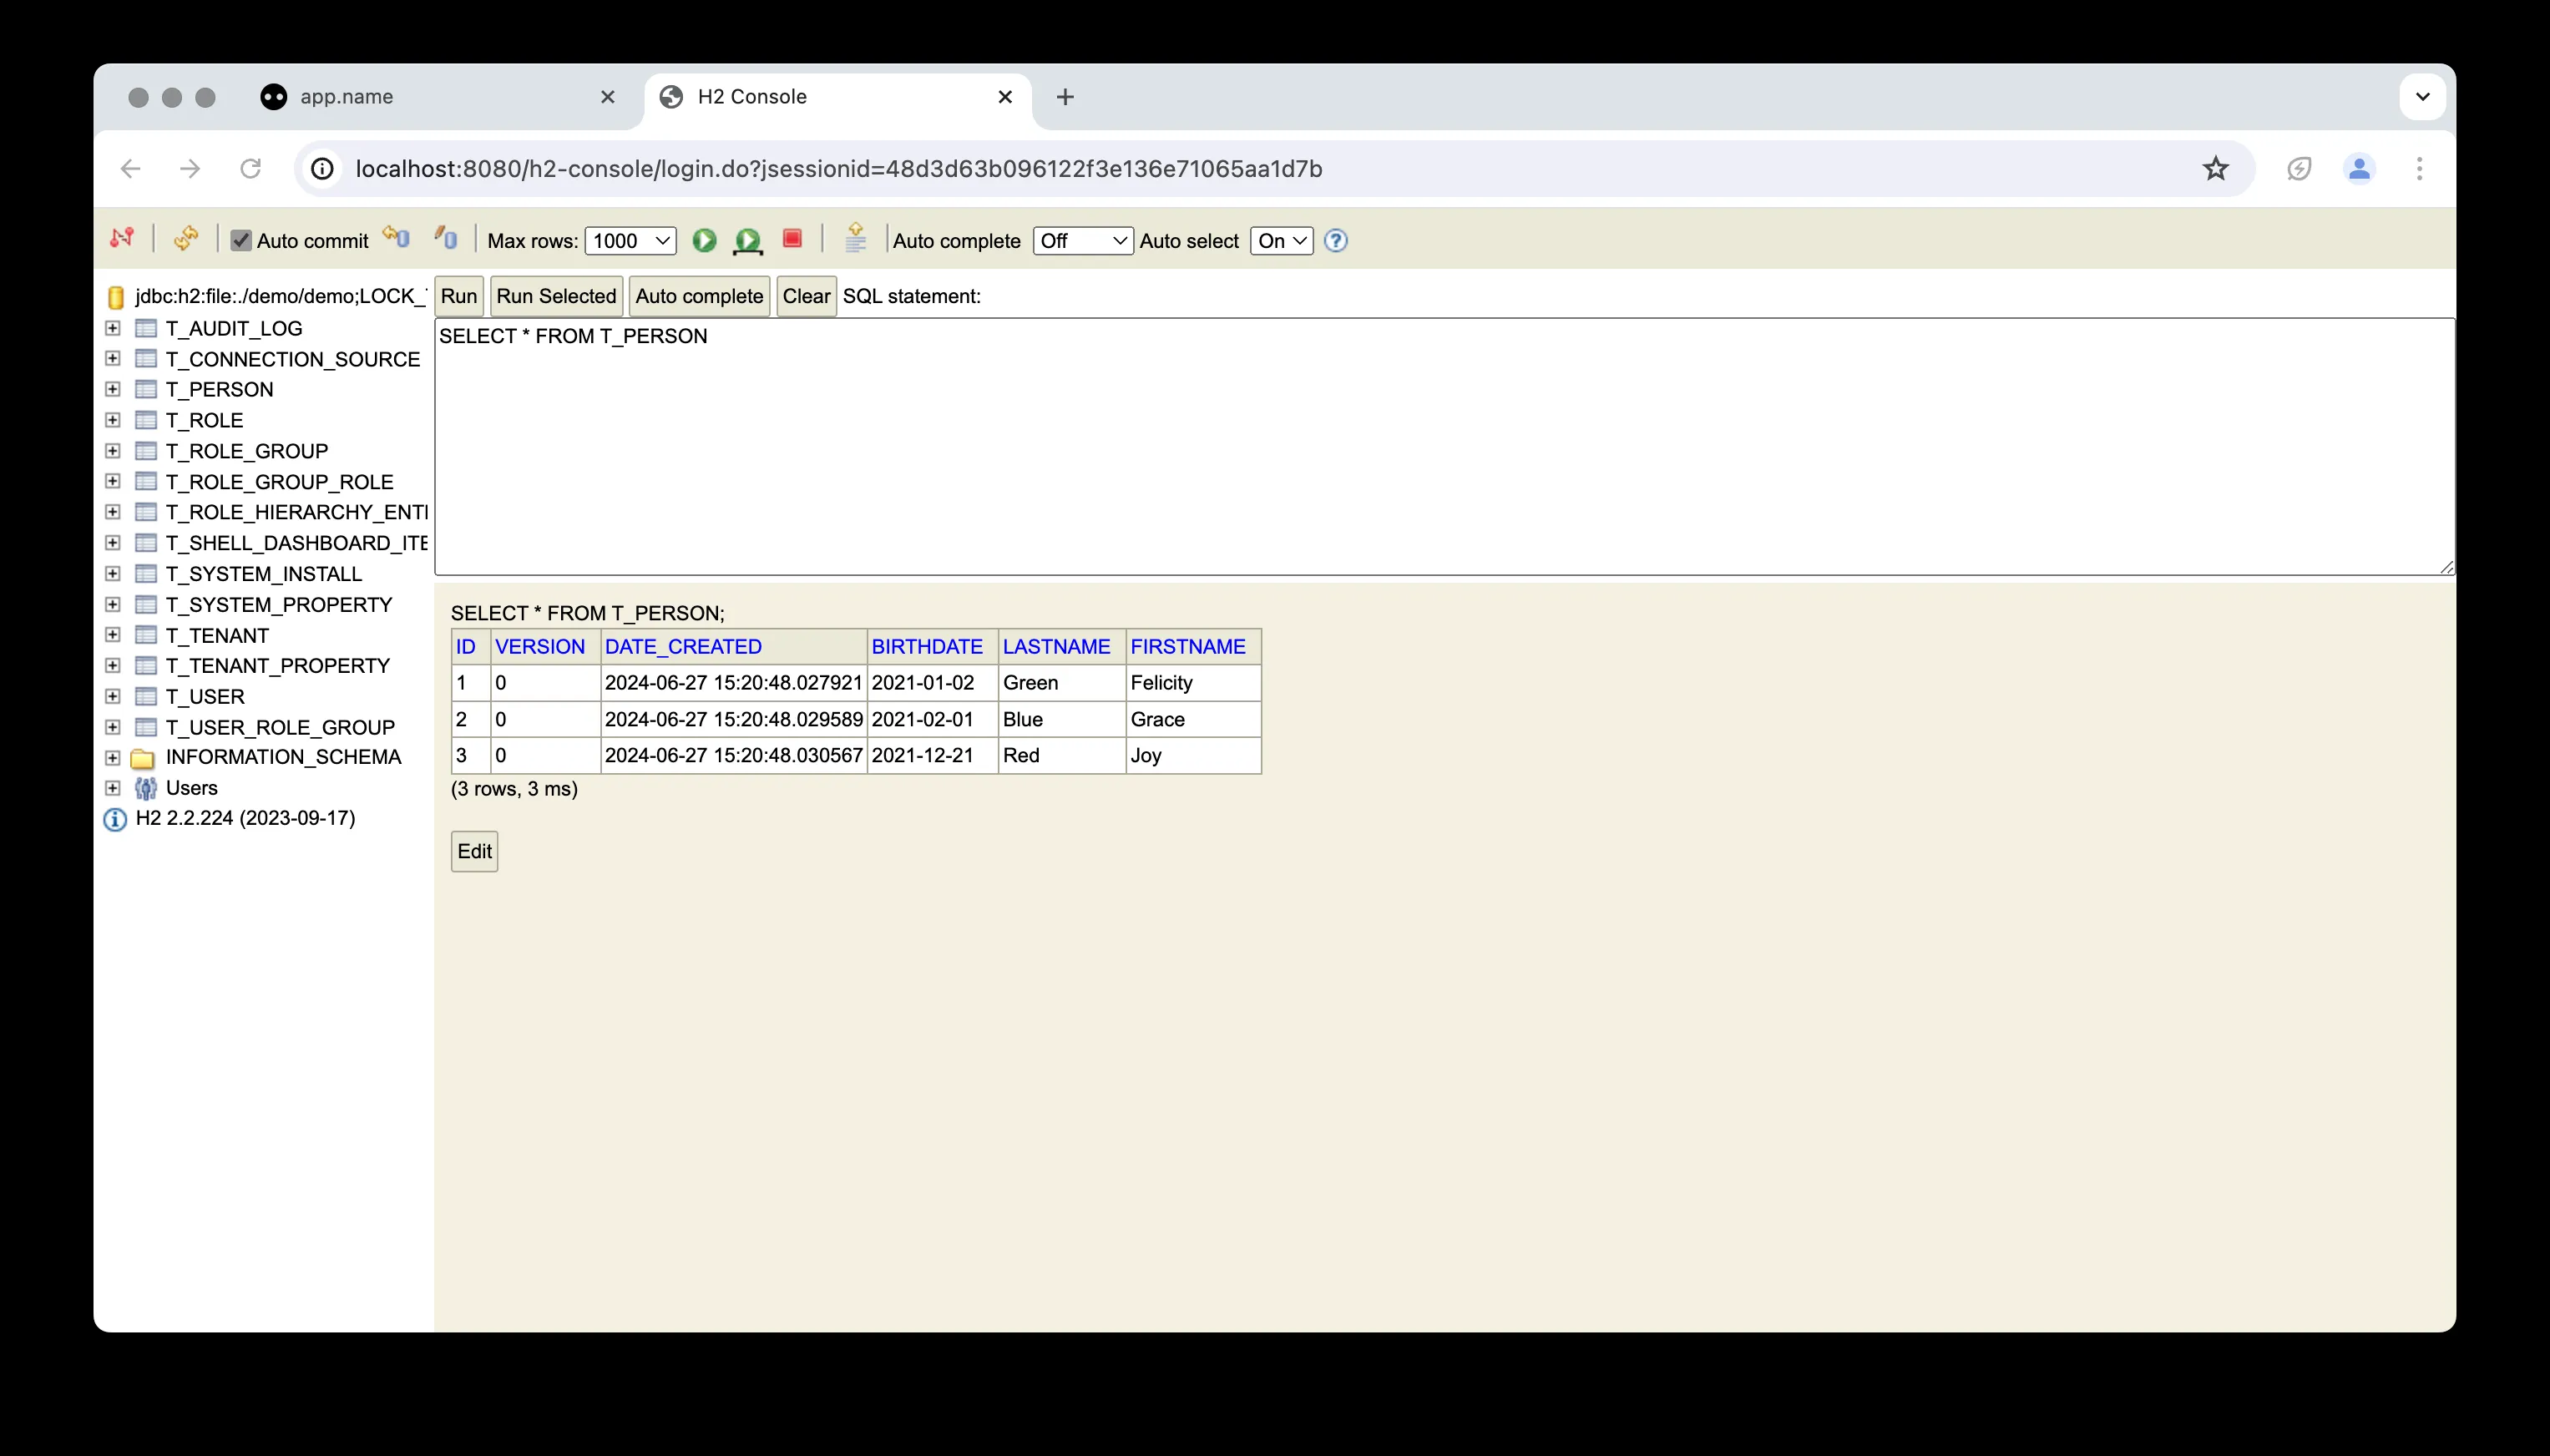 app.name
H2 Console
localhost:8080/h2-console/login.do?jsessionid=48d3d63b096122f3e136e71065aa1d7b
Auto commit Max rows: 1000 Auto complete Off Auto select On
jdbc:h2:file:./demo/demo;LOCK_
T_AUDIT_LOG
T_CONNECTION_SOURCE
T_PERSON
T_ROLE
T_ROLE_GROUP
T_ROLE_GROUP_ROLE
T_ROLE_HIERARCHY_ENTI
T_SHELL_DASHBOARD_ITE
T_SYSTEM_INSTALL
T_SYSTEM_PROPERTY
T_TENANT
T_TENANT_PROPERTY
T_USER
T_USER_ROLE_GROUP
INFORMATION_SCHEMA
Users
H2 2.2.224 (2023-09-17)
Run Run Selected Auto complete Clear SQL statement:
SELECT * FROM T_PERSON
SELECT * FROM T_PERSON;
ID VERSION DATE_CREATED BIRTHDATE LASTNAME FIRSTNAME
1 0 2024-06-27 15:20:48.027921 2021-01-02 Green Felicity
2 0 2024-06-27 15:20:48.029589 2021-02-01 Blue Grace
3 0 2024-06-27 15:20:48.030567 2021-12-21 Red Joy
(3 rows, 3 ms)
Edit